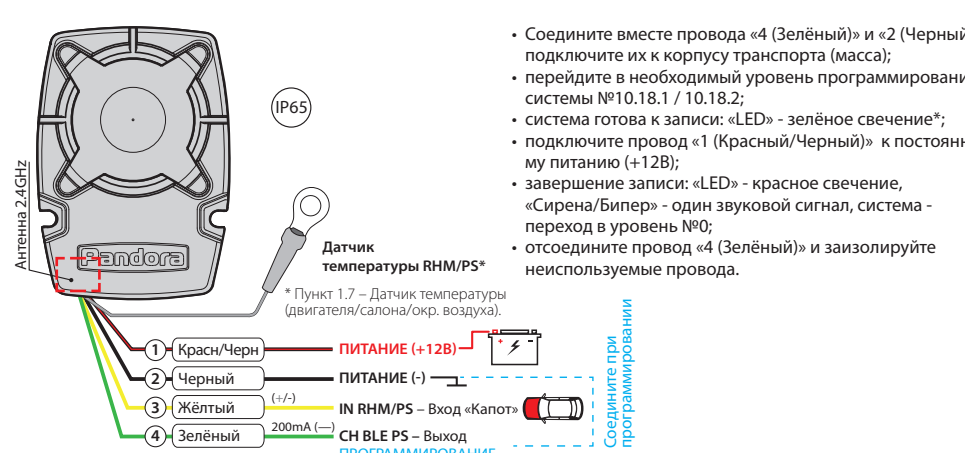 • Соедините вместе провода «4 (Зелёный)» и «2 (Черный
подключите их к корпусу транспорта (масса);
• перейдите в необходимый уровень программировани
системы №10.18.1 / 10.18.2;
• система готова к записи: «LED» - зелёное свечение*;
• подключите провод «1 (Красный/Черный)» к постоянн
му питанию (+12В);
• завершение записи: «LED» - красное свечение,
«Сирена/Бипер» - один звуковой сигнал, система -
переход в уровень №0;
• отсоедините провод «4 (Зелёный)» и заизолируйте
неиспользуемые провода.
IP65
Антенна 2.4GHz
Pandora
Датчик
температуры RHM/PS*
* Пункт 1.7 – Датчик температуры
(двигателя/салона/окр. воздуха).
1 Красн/Черн ПИТАНИЕ (+12В) + -
2 Черный ПИТАНИЕ (-)
3 Жёлтый (+/-) IN RHM/PS – Вход «Капот»
4 Зелёный 200mA (—) CH BLE PS – Выход
ПРОГРАММИРОВАНИЕ
Соедините при
программировании